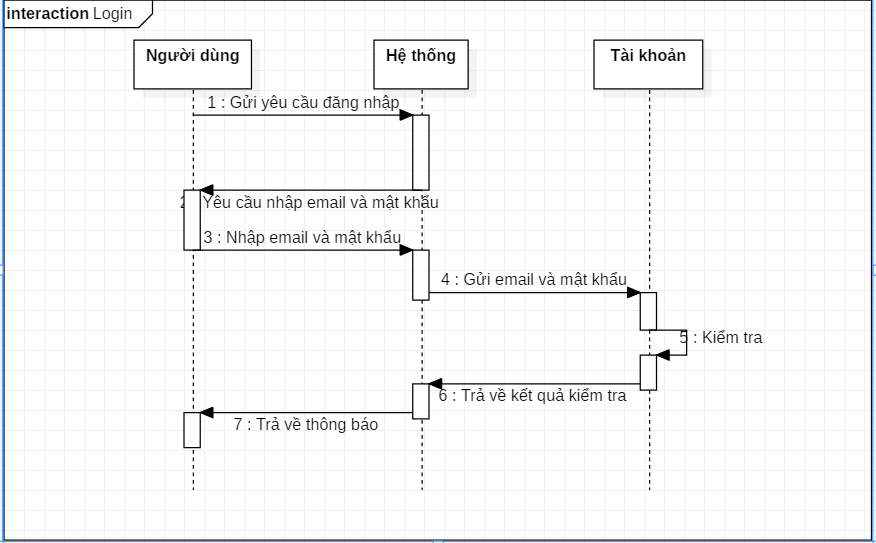 interaction Login
Người dùng
Hệ thống
Tài khoản
1 : Gửi yêu cầu đăng nhập
2 : Yêu cầu nhập email và mật khẩu
3 : Nhập email và mật khẩu
4 : Gửi email và mật khẩu
5 : Kiểm tra
6 : Trả về kết quả kiểm tra
7 : Trả về thông báo